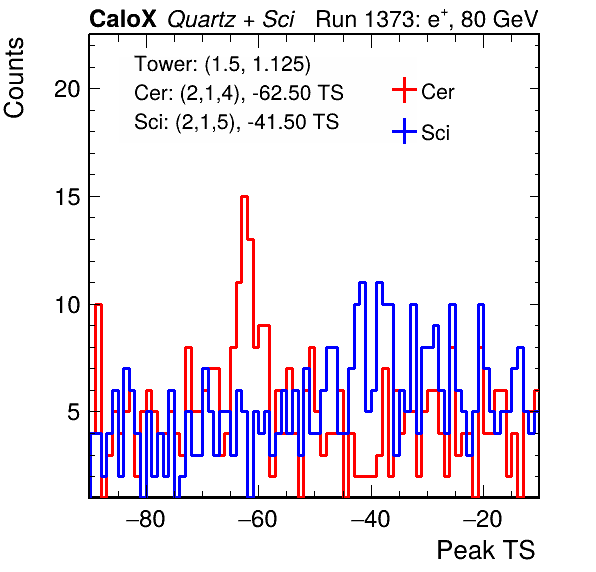 CaloX Quartz + Sci Run 1373: e+, 80 GeV
Counts
Tower: (1.5, 1.125)
Cer: (2,1,4), -62.50 TS
Sci: (2,1,5), -41.50 TS
Cer
Sci
20
15
10
5
−80 −60 −40 −20
Peak TS